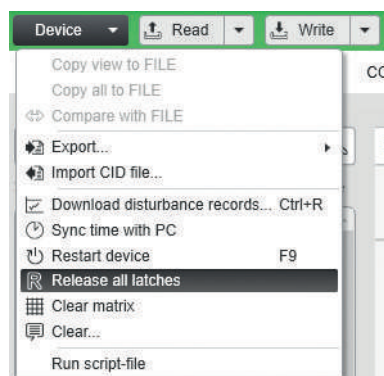 Device Read Write
Copy view to FILE
CO
Copy all to FILE
Compare with FILE
Export...
Import CID file...
Download disturbance records... Ctrl+R
Sync time with PC
Restart device F9
Release all latches
Clear matrix
Clear...
Run script-file